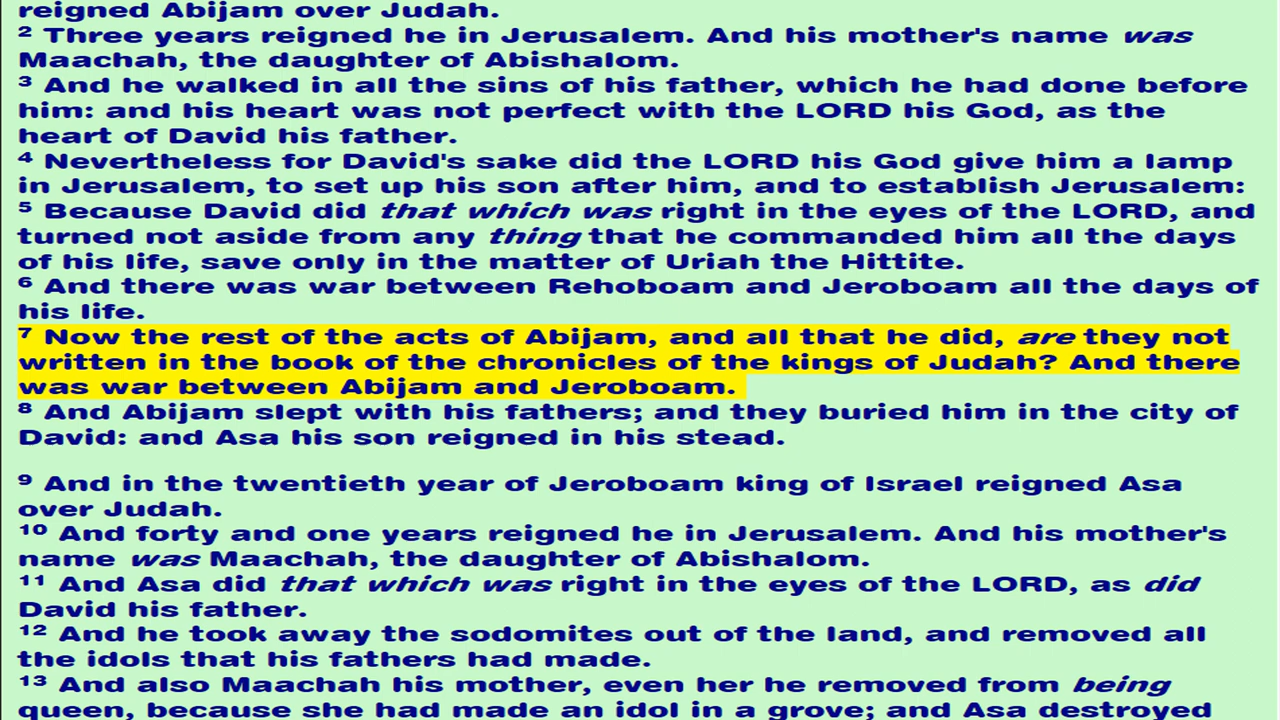 reigned Abijam over Judah.
2 Three years reigned he in Jerusalem. And his mother's name was
Maachah, the daughter of Abishalom.
3 And he walked in all the sins of his father, which he had done before
him: and his heart was not perfect with the LORD his God, as the
heart of David his father.
4 Nevertheless for David's sake did the LORD his God give him a lamp
in Jerusalem, to set up his son after him, and to establish Jerusalem:
5 Because David did that which was right in the eyes of the LORD, and
turned not aside from any thing that he commanded him all the days
of his life, save only in the matter of Uriah the Hittite.
6 And there was war between Rehoboam and Jeroboam all the days of
his life.
7 Now the rest of the acts of Abijam, and all that he did, are they not
written in the book of the chronicles of the kings of Judah? And there
was war between Abijam and Jeroboam.
8 And Abijam slept with his fathers; and they buried him in the city of
David: and Asa his son reigned in his stead.
9 And in the twentieth year of Jeroboam king of Israel reigned Asa
over Judah.
10 And forty and one years reigned he in Jerusalem. And his mother's
name was Maachah, the daughter of Abishalom.
11 And Asa did that which was right in the eyes of the LORD, as did
David his father.
12 And he took away the sodomites out of the land, and removed all
the idols that his fathers had made.
13 And also Maachah his mother, even her he removed from being
queen, because she had made an idol in a grove; and Asa destroyed